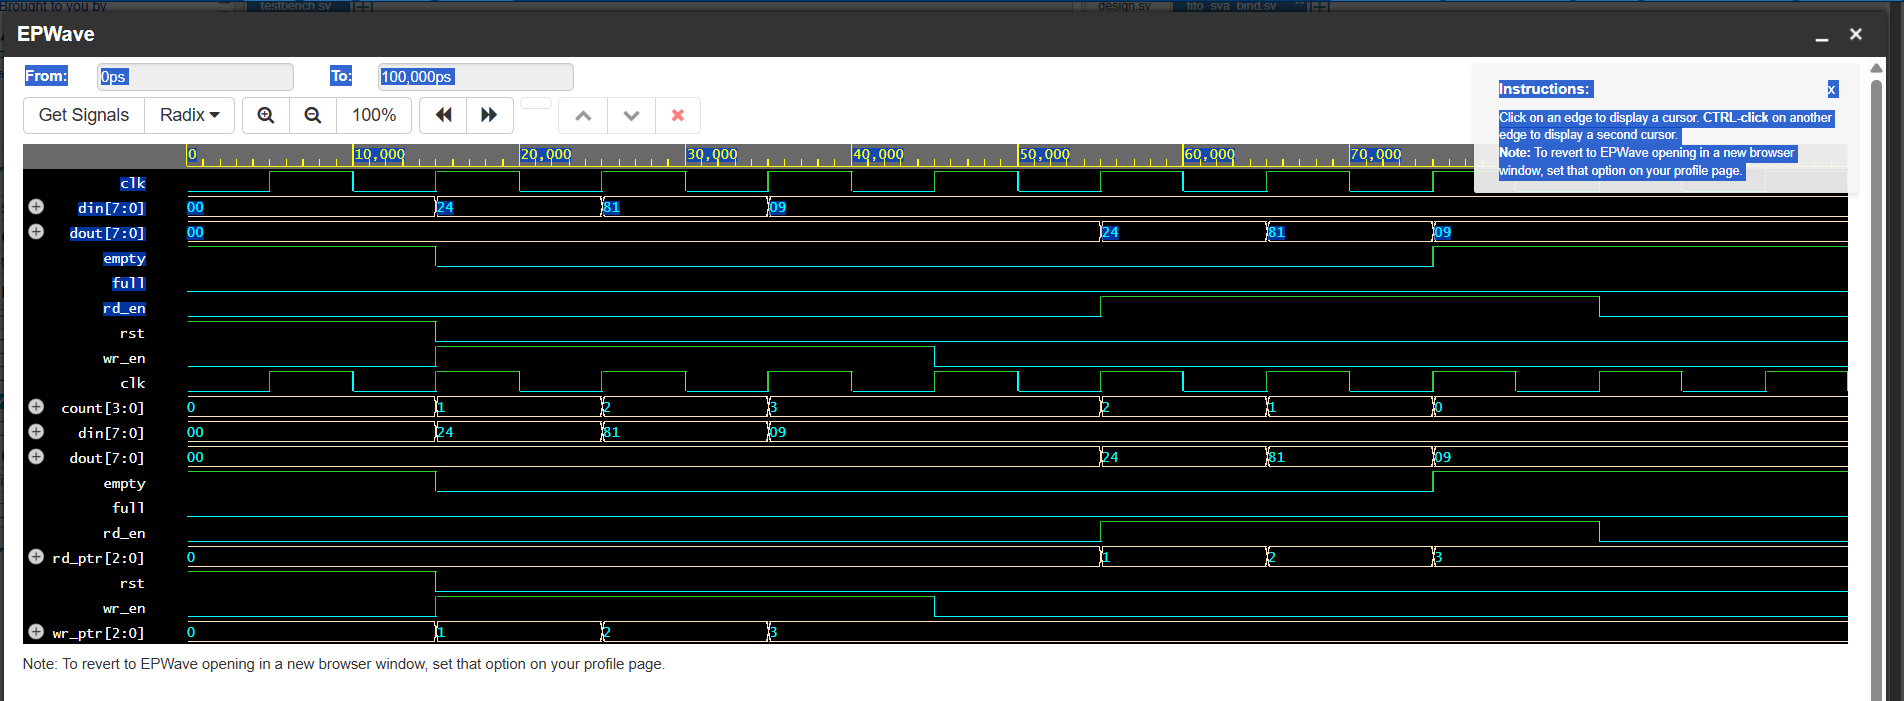 Brought to you by testbench.sv design.sv fifo_sva_bind.sv
EPWave
From: 0ps To: 100,000ps
Get Signals Radix 100%
Instructions: x
Click on an edge to display a cursor. CTRL-click on another
edge to display a second cursor.
Note: To revert to EPWave opening in a new browser
window, set that option on your profile page.
0 10,000 20,000 30,000 40,000 50,000 60,000 70,000
clk
din[7:0] 00 24 81 09
dout[7:0] 00 24 81 09
empty
full
rd_en
rst
wr_en
clk
count[3:0] 0 1 2 3 2 1 0
din[7:0] 00 24 81 09
dout[7:0] 00 24 81 09
empty
full
rd_en
rd_ptr[2:0] 0 1 2 3
rst
wr_en
wr_ptr[2:0] 0 1 2 3
Note: To revert to EPWave opening in a new browser window, set that option on your profile page.